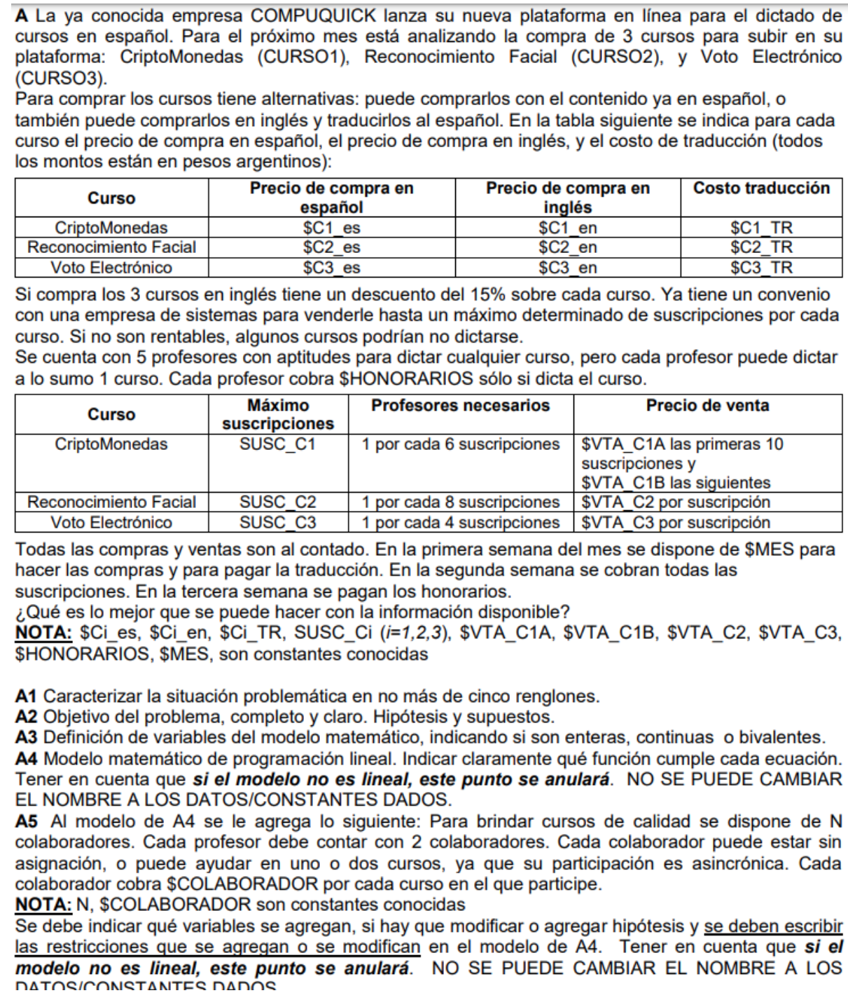 A La ya conocida empresa COMPUQUICK lanza su nueva plataforma en línea para el dictado de
cursos en español. Para el próximo mes está analizando la compra de 3 cursos para subir en su
plataforma: CriptoMonedas (CURSO1), Reconocimiento Facial (CURSO2), y Voto Electrónico
(CURSO3).
Para comprar los cursos tiene alternativas: puede comprarlos con el contenido ya en español, o
también puede comprarlos en inglés y traducirlos al español. En la tabla siguiente se indica para cada
curso el precio de compra en español, el precio de compra en inglés, y el costo de traducción (todos
los montos están en pesos argentinos):
Curso Precio de compra en español Precio de compra en inglés Costo traducción
CriptoMonedas $C1_es $C1_en $C1_TR
Reconocimiento Facial $C2_es $C2_en $C2_TR
Voto Electrónico $C3_es $C3_en $C3_TR
Si compra los 3 cursos en inglés tiene un descuento del 15% sobre cada curso. Ya tiene un convenio
con una empresa de sistemas para venderle hasta un máximo determinado de suscripciones por cada
curso. Si no son rentables, algunos cursos podrían no dictarse.
Se cuenta con 5 profesores con aptitudes para dictar cualquier curso, pero cada profesor puede dictar
a lo sumo 1 curso. Cada profesor cobra $HONORARIOS sólo si dicta el curso.
Curso Máximo suscripciones Profesores necesarios Precio de venta
CriptoMonedas SUSC_C1 1 por cada 6 suscripciones $VTA_C1A las primeras 10
suscripciones y
$VTA_C1B las siguientes
Reconocimiento Facial SUSC_C2 1 por cada 8 suscripciones $VTA_C2 por suscripción
Voto Electrónico SUSC_C3 1 por cada 4 suscripciones $VTA_C3 por suscripción
Todas las compras y ventas son al contado. En la primera semana del mes se dispone de $MES para
hacer las compras y para pagar la traducción. En la segunda semana se cobran todas las
suscripciones. En la tercera semana se pagan los honorarios.
¿Qué es lo mejor que se puede hacer con la información disponible?
NOTA: $Ci_es, $Ci_en, $Ci_TR, SUSC_Ci (i=1,2,3), $VTA_C1A, $VTA_C1B, $VTA_C2, $VTA_C3,
$HONORARIOS, $MES, son constantes conocidas
A1 Caracterizar la situación problemática en no más de cinco renglones.
A2 Objetivo del problema, completo y claro. Hipótesis y supuestos.
A3 Definición de variables del modelo matemático, indicando si son enteras, continuas o bivalentes.
A4 Modelo matemático de programación lineal. Indicar claramente qué función cumple cada ecuación.
Tener en cuenta que si el modelo no es lineal, este punto se anulará. NO SE PUEDE CAMBIAR
EL NOMBRE A LOS DATOS/CONSTANTES DADOS.
A5 Al modelo de A4 se le agrega lo siguiente: Para brindar cursos de calidad se dispone de N
colaboradores. Cada profesor debe contar con 2 colaboradores. Cada colaborador puede estar sin
asignación, o puede ayudar en uno o dos cursos, ya que su participación es asincrónica. Cada
colaborador cobra $COLABORADOR por cada curso en el que participe.
NOTA: N, $COLABORADOR son constantes conocidas
Se debe indicar qué variables se agregan, si hay que modificar o agregar hipótesis y se deben escribir
las restricciones que se agregan o se modifican en el modelo de A4. Tener en cuenta que si el
modelo no es lineal, este punto se anulará. NO SE PUEDE CAMBIAR EL NOMBRE A LOS
DATOS/CONSTANTES DADOS.